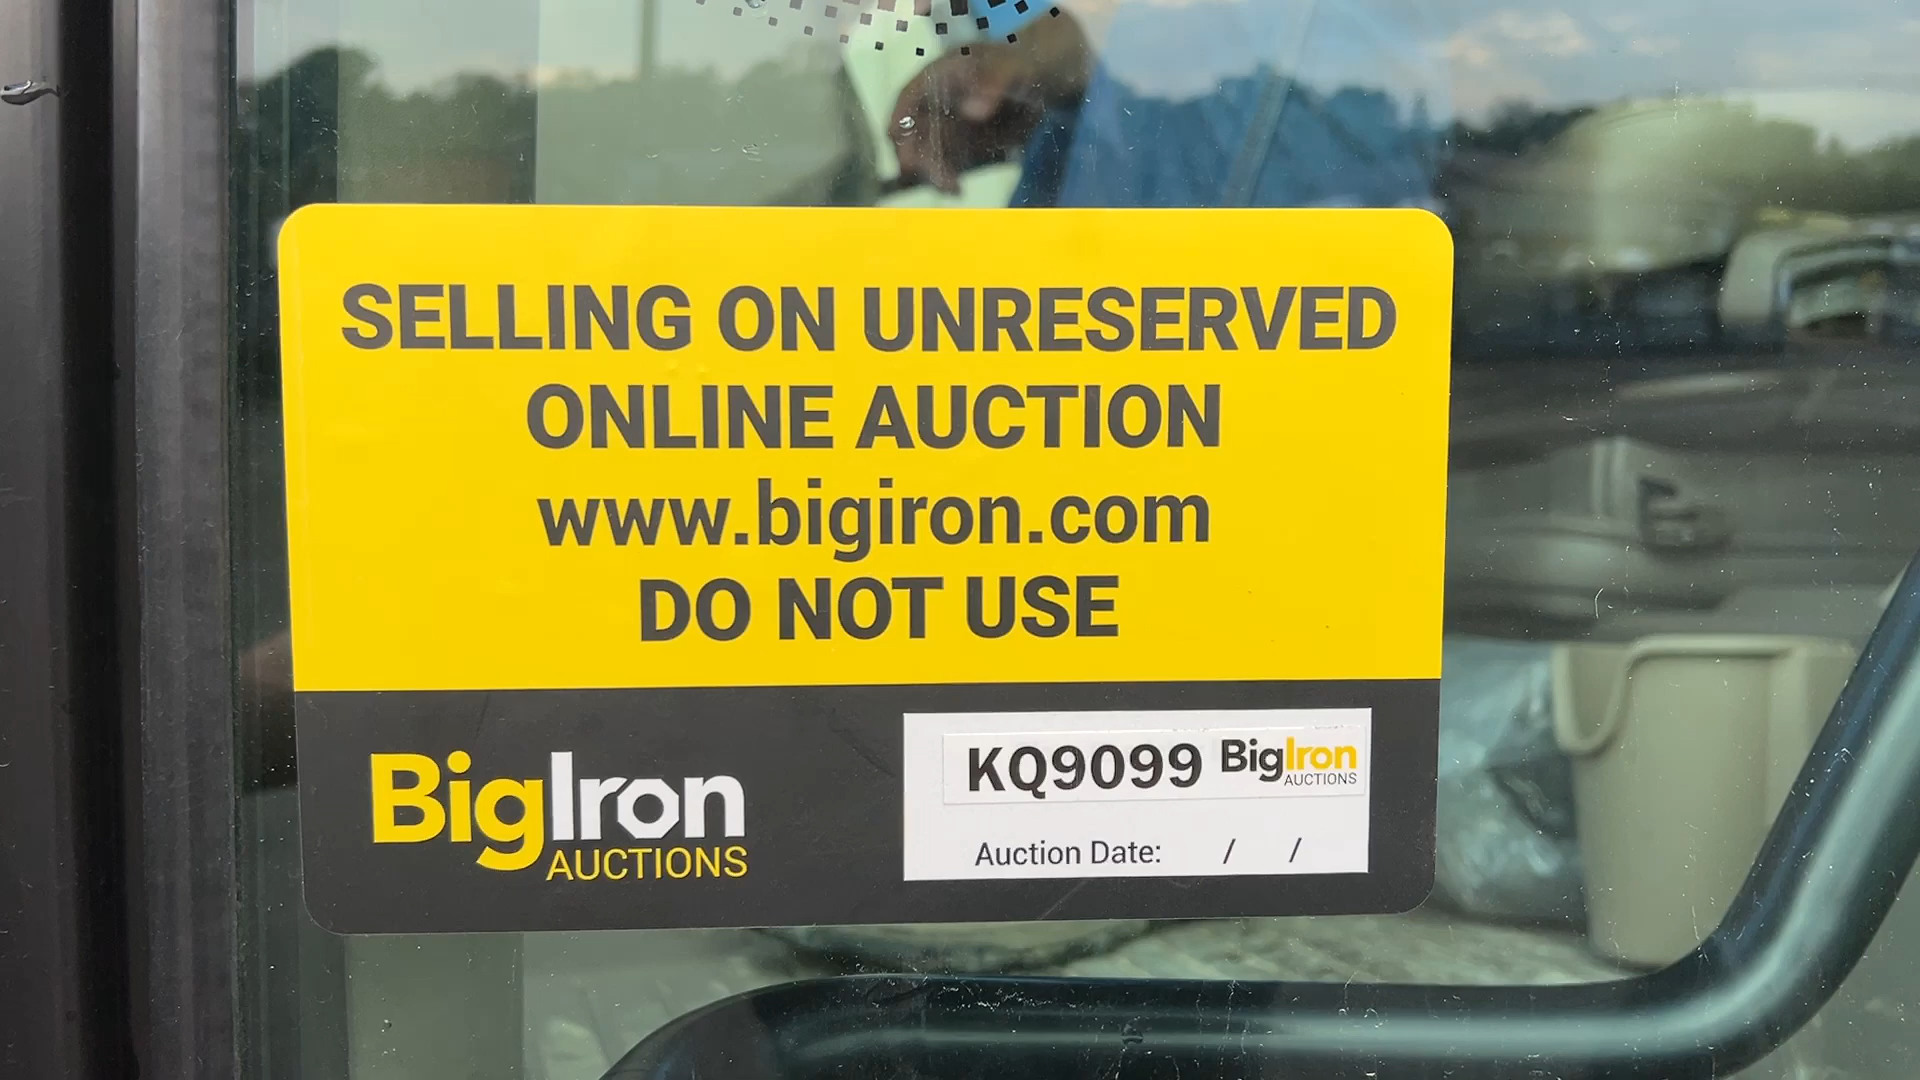 SELLING ON UNRESERVED
ONLINE AUCTION
www.bigiron.com
DO NOT USE
BigIron
AUCTIONS
KQ9099 BigIron
AUCTIONS
Auction Date: / /